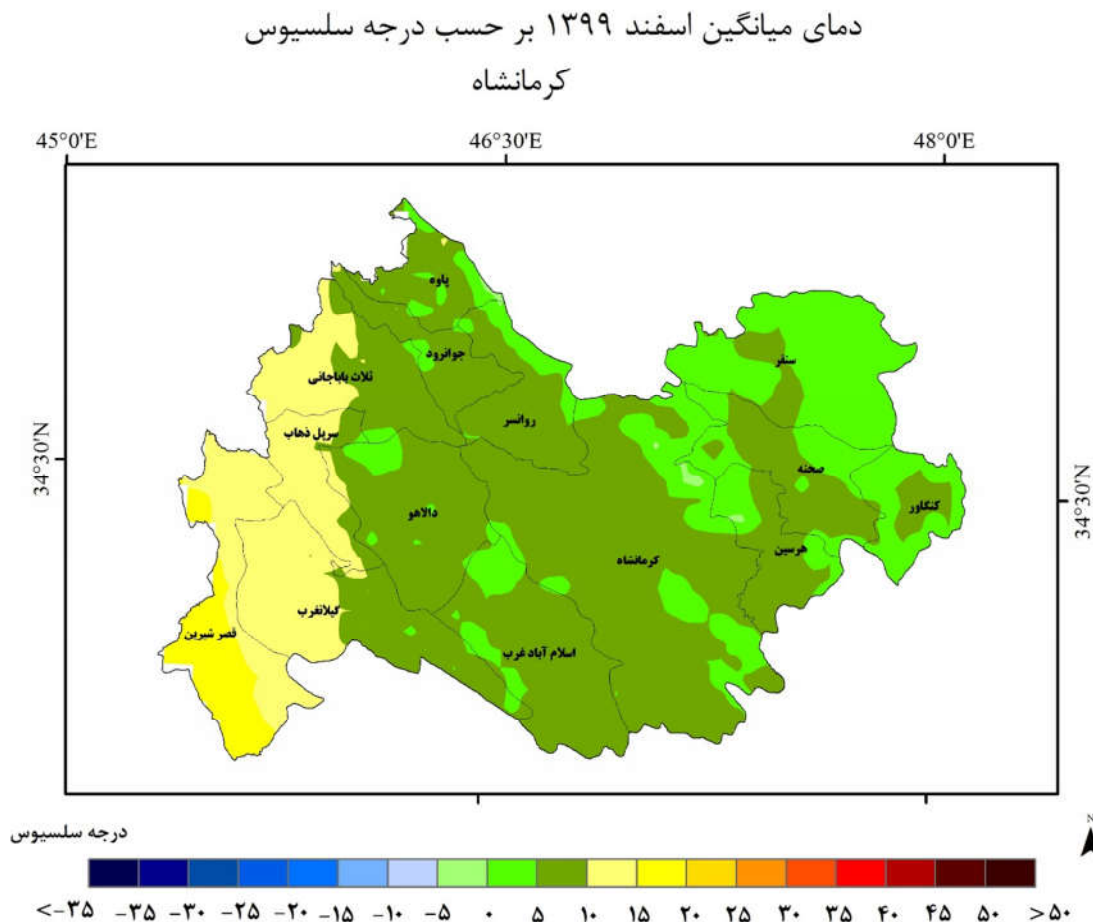 دمای میانگین اسفند ۱۳۹۹ بر حسب درجه سلسیوس
کرمانشاه
45°0'E 46°30'E 48°0'E
پاوه
سنقر
جوانرود
ثلاث باباجانی
روانسر
سرپل ذهاب
34°30'N
34°30'N
صحنه
کنگاور
دالاهو
هرسین
کرمانشاه
گیلانغرب
قصر شیرین
اسلام آباد غرب
درجه سلسیوس
N
<-۳۵ -۳۵ -۳۰ -۲۵ -۲۰ -۱۵ -۱۰ -۵ ۰ ۵ ۱۰ ۱۵ ۲۰ ۲۵ ۳۰ ۳۵ ۴۰ ۴۵ ۵۰ >۵۰